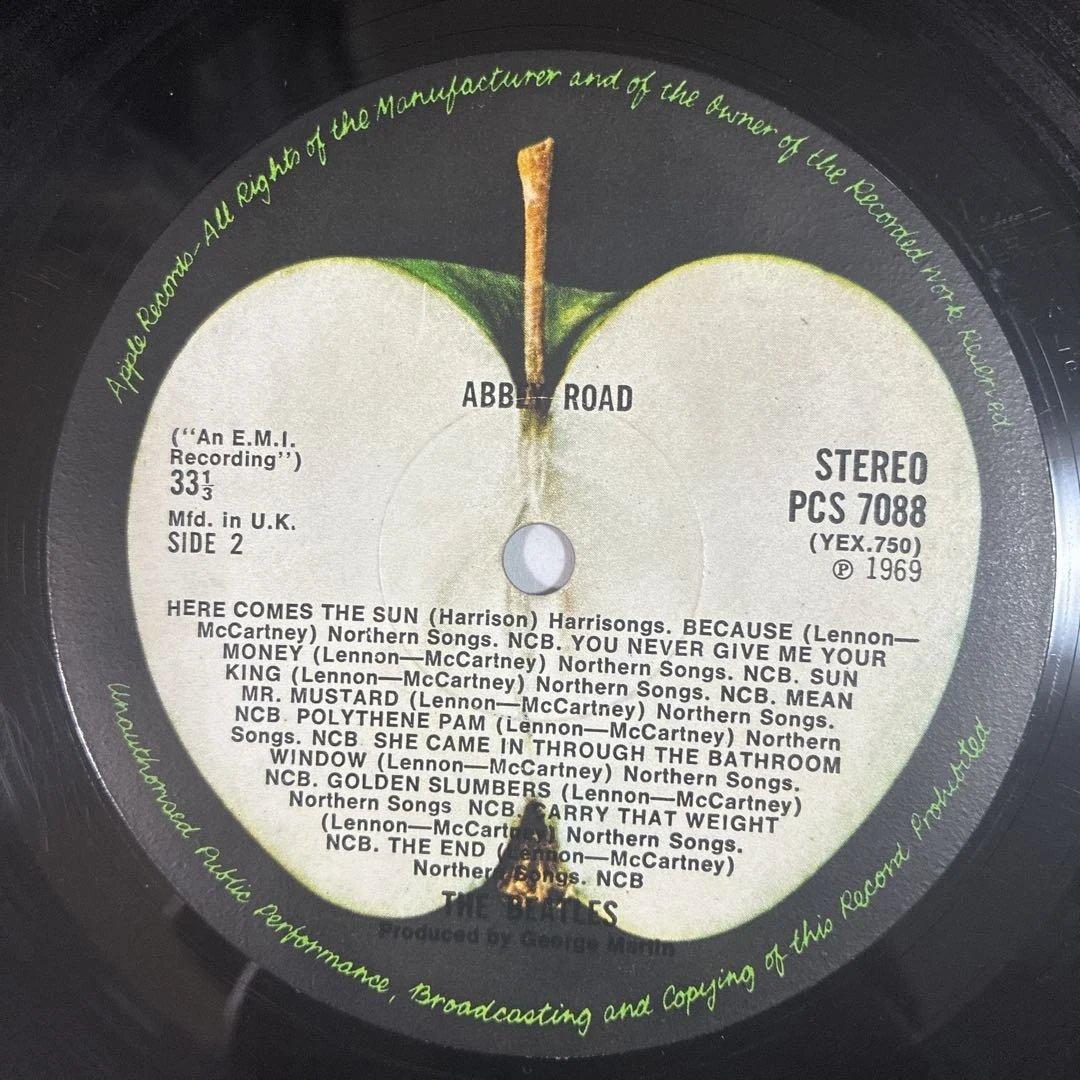 Apple Records - All Rights of the Manufacturer and of the Owner of the Recorded Work Reserved
ABBEY ROAD
("An E.M.I.
Recording")
33⅓
Mfd. in U.K.
SIDE 2
STEREO
PCS 7088
(YEX.750)
℗ 1969
HERE COMES THE SUN (Harrison) Harrisongs. BECAUSE (Lennon—
McCartney) Northern Songs. NCB. YOU NEVER GIVE ME YOUR
MONEY (Lennon—McCartney) Northern Songs. NCB. SUN
KING (Lennon—McCartney) Northern Songs. NCB. MEAN
MR. MUSTARD (Lennon—McCartney) Northern Songs.
NCB. POLYTHENE PAM (Lennon—McCartney) Northern
Songs. NCB. SHE CAME IN THROUGH THE BATHROOM
WINDOW (Lennon—McCartney) Northern Songs.
NCB. GOLDEN SLUMBERS (Lennon—McCartney)
Northern Songs NCB. CARRY THAT WEIGHT
(Lennon—McCartney) Northern Songs.
NCB. THE END (Lennon—McCartney)
Northern Songs. NCB
THE BEATLES
Produced by George Martin
Unauthorised Public Performance, Broadcasting and Copying of this Record Prohibited